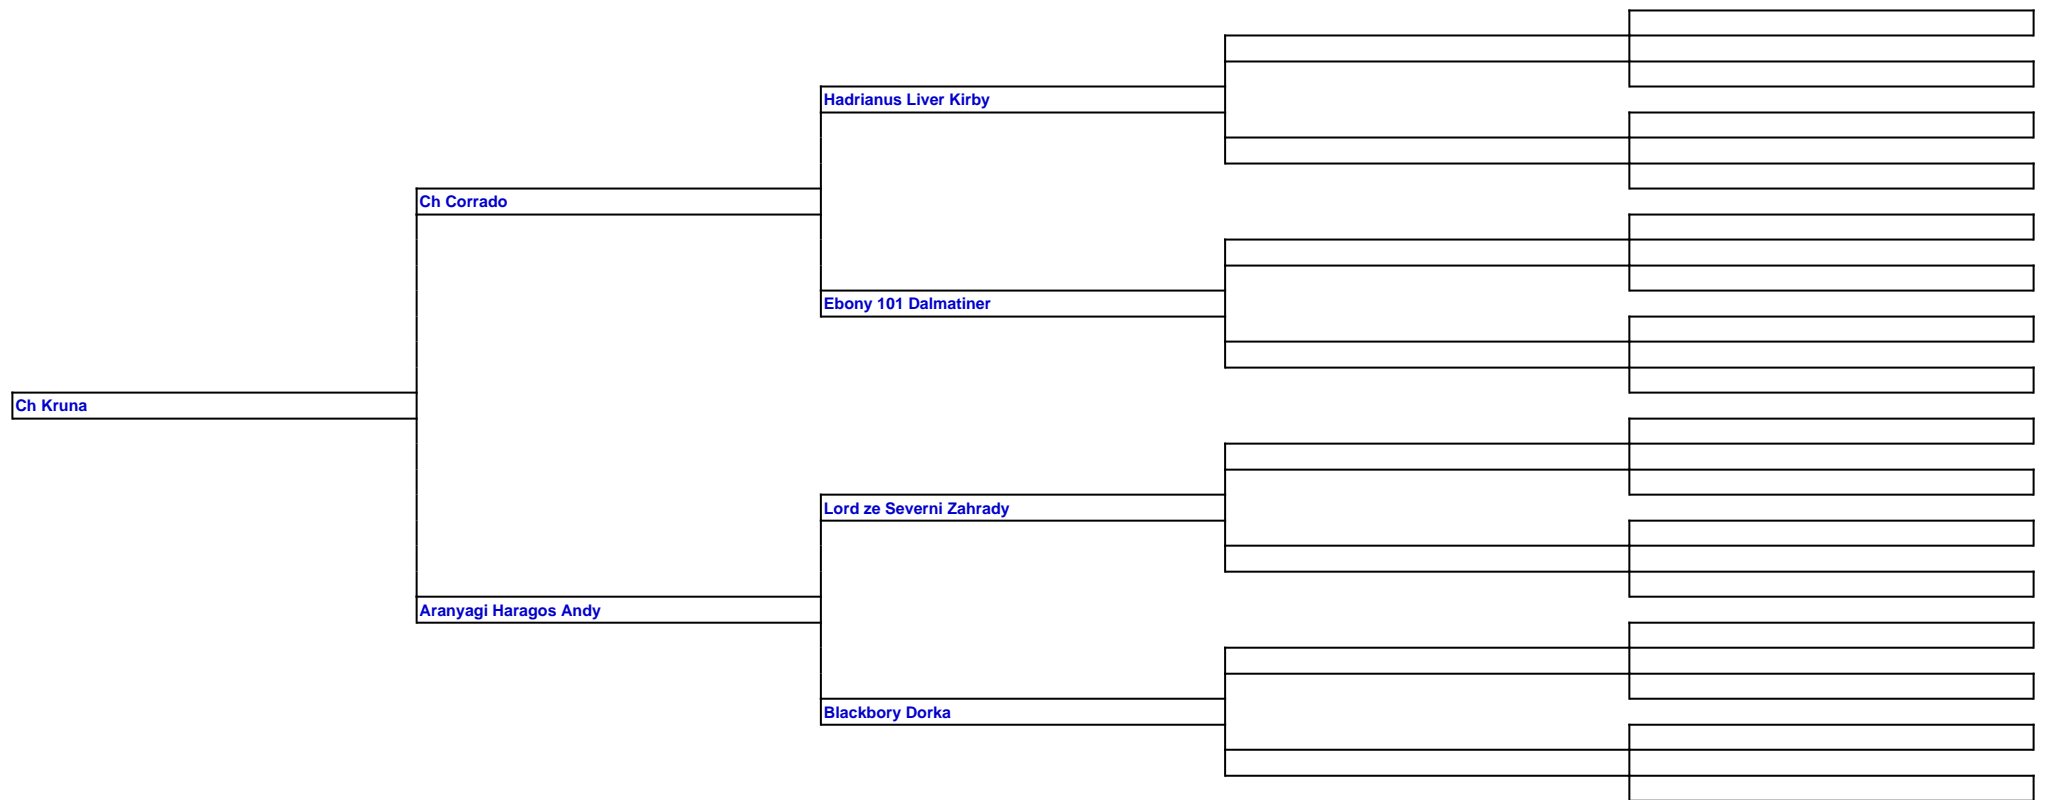 Hadrianus Liver Kirby
Ch Corrado
Ebony 101 Dalmatiner
Ch Kruna
Lord ze Severni Zahrady
Aranyagi Haragos Andy
Blackbory Dorka